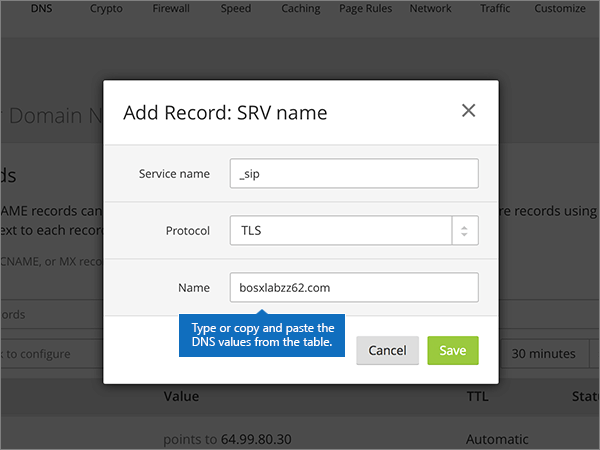 DNS Crypto Firewall Speed Caching Page Rules Network Traffic Customize
Add Record: SRV name
Domain N
ds
Service name _sip
AME records can re records using
ext to each recor
Protocol TLS
CNAME, or MX reco
Name bosxlabzz62.com
ords
Type or copy and paste the
DNS values from the table.
k to configure Cancel Save 30 minutes
Value TTL Statu
points to 64.99.80.30 Automatic